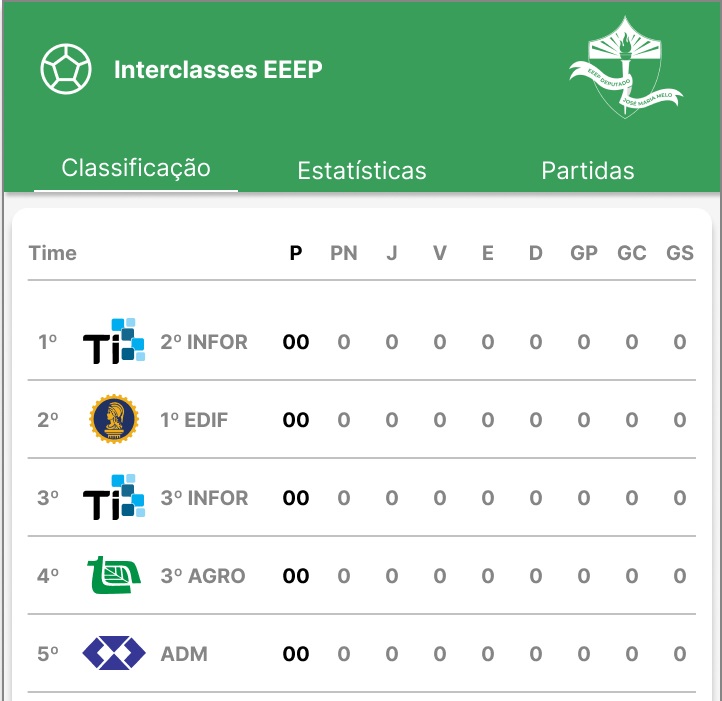 Interclasses EEEP
EEEP DEPUTADO
JOSÉ MARIA MELO
Classificação Estatísticas Partidas
Time P PN J V E D GP GC GS
1º Ti 2º INFOR 00 0 0 0 0 0 0 0 0
2º 1º EDIF 00 0 0 0 0 0 0 0 0
3º Ti 3º INFOR 00 0 0 0 0 0 0 0 0
4º 3º AGRO 00 0 0 0 0 0 0 0 0
5º ADM 00 0 0 0 0 0 0 0 0